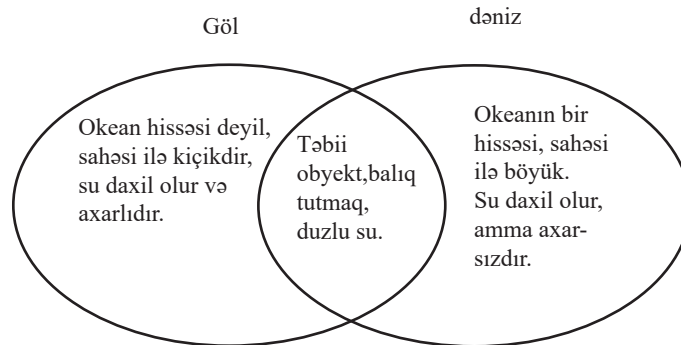 Göl
dəniz
Okean hissəsi deyil,
sahəsi ilə kiçikdir,
su daxil olur və
axarlıdır.
Təbii
obyekt,balıq
tutmaq,
duzlu su.
Okeanın bir
hissəsi, sahəsi
ilə böyük.
Su daxil olur,
amma axar-
sızdır.